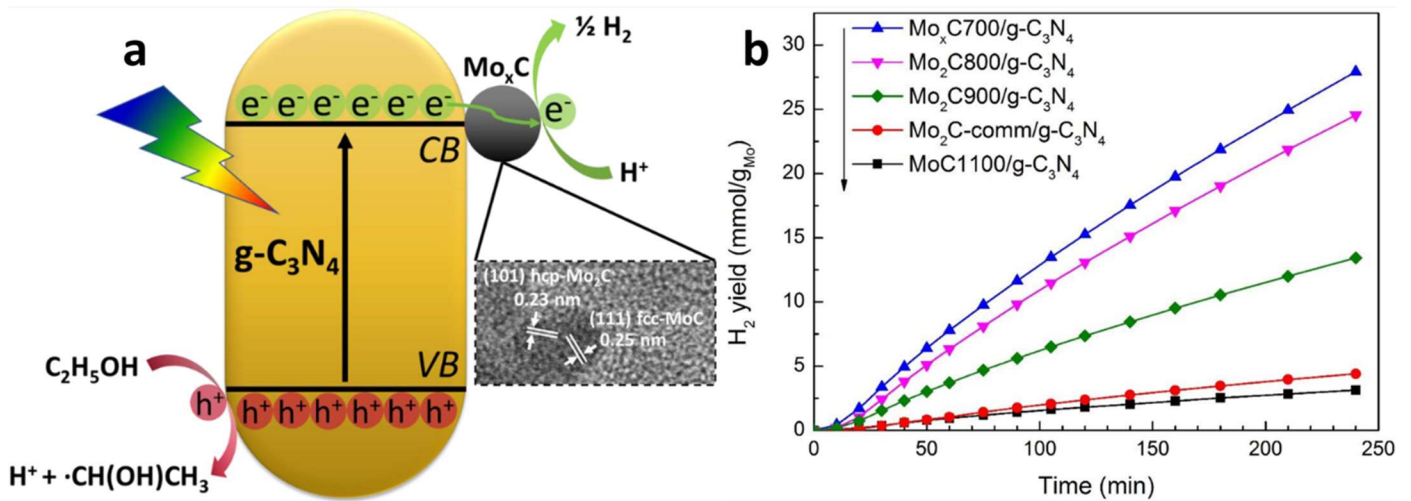 a
½ H₂
MoₓC
e⁻ e⁻ e⁻ e⁻ e⁻ e⁻
e⁻
CB
H⁺
g-C₃N₄
(101) hcp-Mo₂C
0.23 nm
(111) fcc-MoC
0.25 nm
C₂H₅OH
VB
h⁺
h⁺ h⁺ h⁺ h⁺ h⁺ h⁺
H⁺ + ·CH(OH)CH₃
b
MoₓC700/g-C₃N₄
Mo₂C800/g-C₃N₄
Mo₂C900/g-C₃N₄
Mo₂C-comm/g-C₃N₄
MoC1100/g-C₃N₄
H₂ yield (mmol/gMo)
30
25
20
15
10
5
0
0 50 100 150 200 250
Time (min)